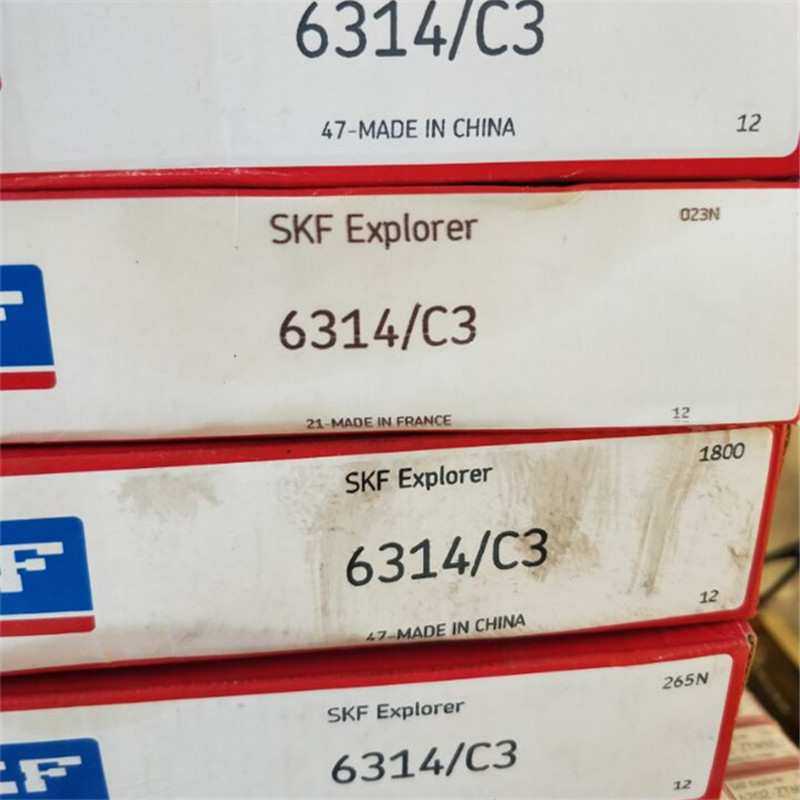 6314/C3
47-MADE IN CHINA
12
SKF Explorer
023N
6314/C3
21-MADE IN FRANCE
12
SKF Explorer
1800
F
6314/C3
47-MADE IN CHINA
12
SKF Explorer
265N
KF
6314/C3
12